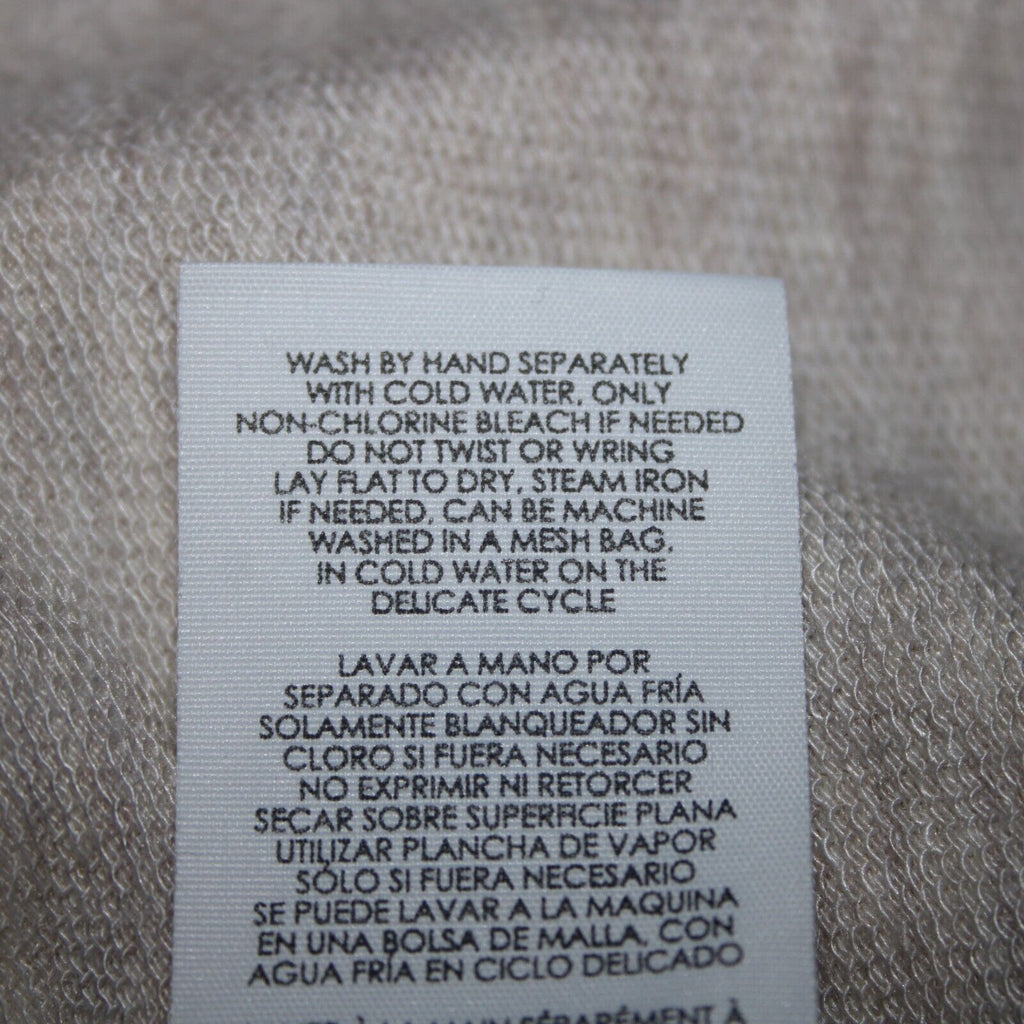 WASH BY HAND SEPARATELY
WITH COLD WATER, ONLY
NON-CHLORINE BLEACH IF NEEDED
DO NOT TWIST OR WRING
LAY FLAT TO DRY, STEAM IRON
IF NEEDED, CAN BE MACHINE
WASHED IN A MESH BAG,
IN COLD WATER ON THE
DELICATE CYCLE
LAVAR A MANO POR
SEPARADO CON AGUA FRÍA
SOLAMENTE BLANQUEADOR SIN
CLORO SI FUERA NECESARIO
NO EXPRIMIR NI RETORCER
SECAR SOBRE SUPERFICIE PLANA
UTILIZAR PLANCHA DE VAPOR
SÓLO SI FUERA NECESARIO
SE PUEDE LAVAR A LA MAQUINA
EN UNA BOLSA DE MALLA, CON
AGUA FRÍA EN CICLO DELICADO
À LA MAIN SÉPARÉMENT À